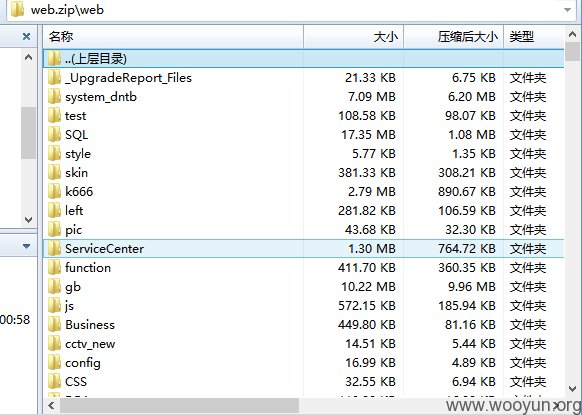 web.zip\web
名称 大小 压缩后大小 类型
..(上层目录)
_UpgradeReport_Files 21.33 KB 6.75 KB 文件夹
system_dntb 7.09 MB 6.20 MB 文件夹
test 108.58 KB 98.07 KB 文件夹
SQL 17.35 MB 1.08 MB 文件夹
style 5.77 KB 1.35 KB 文件夹
skin 381.33 KB 308.21 KB 文件夹
k666 2.79 MB 890.67 KB 文件夹
left 281.82 KB 106.59 KB 文件夹
pic 43.68 KB 32.30 KB 文件夹
ServiceCenter 1.30 MB 764.72 KB 文件夹
function 411.70 KB 360.35 KB 文件夹
gb 10.22 MB 9.96 MB 文件夹
js 572.15 KB 185.94 KB 文件夹
00:58
Business 449.80 KB 81.16 KB 文件夹
cctv_new 14.51 KB 5.44 KB 文件夹
config 16.99 KB 4.89 KB 文件夹
CSS 32.55 KB 6.94 KB 文件夹
www.wooyun.org